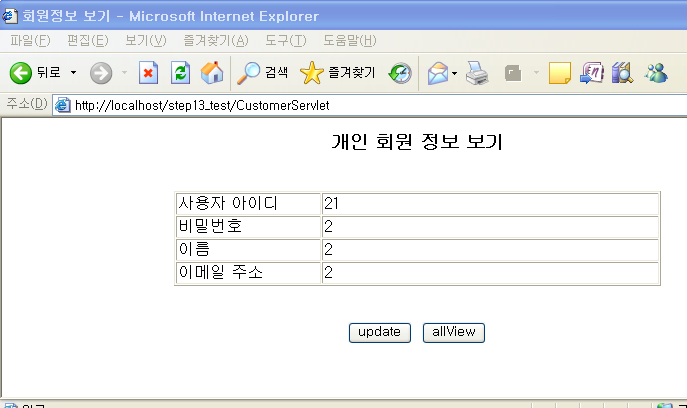 회원정보 보기 - Microsoft Internet Explorer
파일(F) 편집(E) 보기(V) 즐겨찾기(A) 도구(T) 도움말(H)
뒤로 검색 즐겨찾기
주소(D) http://localhost/step13_test/CustomerServlet
개인 회원 정보 보기
사용자 아이디 21
비밀번호 2
이름 2
이메일 주소 2
update allView